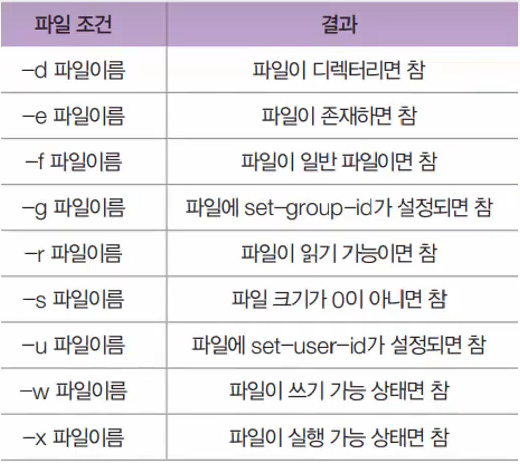 파일 조건 결과
-d 파일이름 파일이 디렉터리면 참
-e 파일이름 파일이 존재하면 참
-f 파일이름 파일이 일반 파일이면 참
-g 파일이름 파일에 set-group-id가 설정되면 참
-r 파일이름 파일이 읽기 가능이면 참
-s 파일이름 파일 크기가 0이 아니면 참
-u 파일이름 파일에 set-user-id가 설정되면 참
-w 파일이름 파일이 쓰기 가능 상태면 참
-x 파일이름 파일이 실행 가능 상태면 참